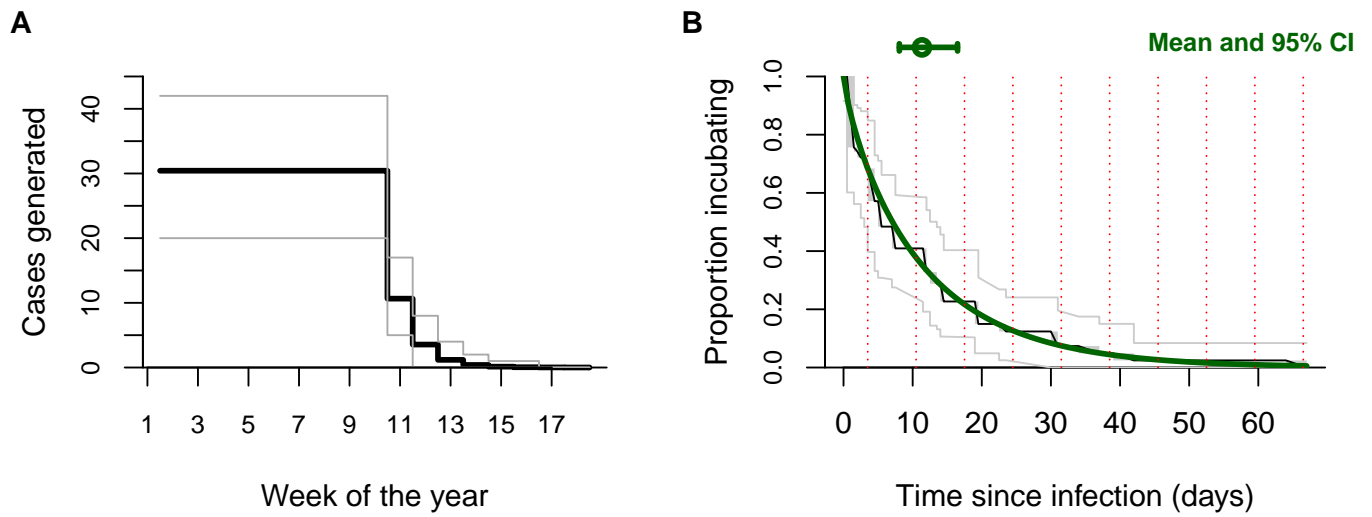 A
Cases generated
0 10 20 30 40
1 3 5 7 9 11 13 15 17
Week of the year
B
Mean and 95% CI
Proportion incubating
0.0 0.2 0.4 0.6 0.8 1.0
0 10 20 30 40 50 60
Time since infection (days)